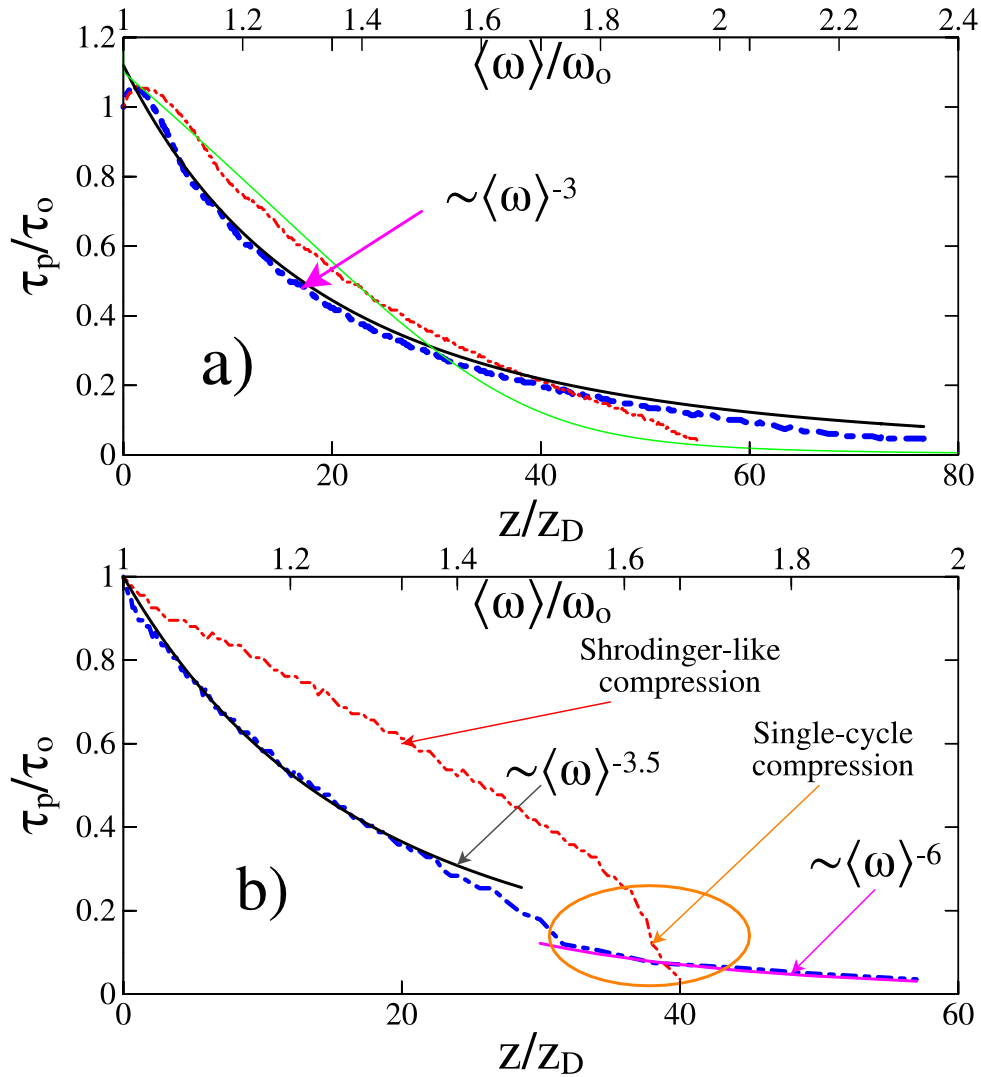 1 1.2 1.4 1.6 1.8 2 2.2 2.4
⟨ω⟩/ω₀
1.2
1
0.8
0.6
0.4
0.2
0
τp/τo
~⟨ω⟩-3
a)
0 20 40 60 80
z/zD
1 1.2 1.4 1.6 1.8 2
⟨ω⟩/ωo
1
0.8
0.6
0.4
0.2
0
τp/τo
Shrodinger-like
compression
Single-cycle
compression
~⟨ω⟩-3.5
~⟨ω⟩-6
b)
0 20 40 60
z/zD